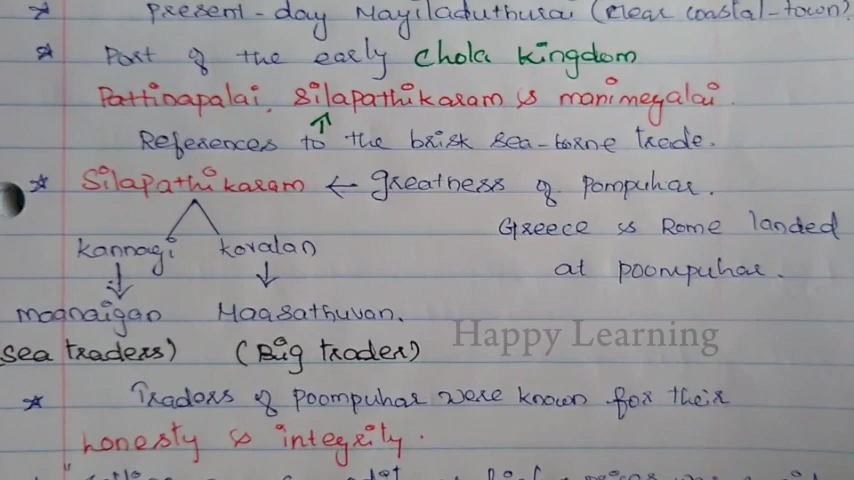 * Present-day Mayiladuthurai (Near coastal-town)
* Part of the early Chola Kingdom
Pattinapalai, Silapathikaram & manimegalai.
References to the brisk sea-borne trade.
* Silapathikaram ← greatness of pompuhar.
Greece & Rome landed
at poompuhar.
kannagi kovalan
↓ ↓
maanaigan Maasathuvan.
sea traders) (Big trader)
Happy Learning
* Traders of poompuhar were known for their
honesty & integrity.